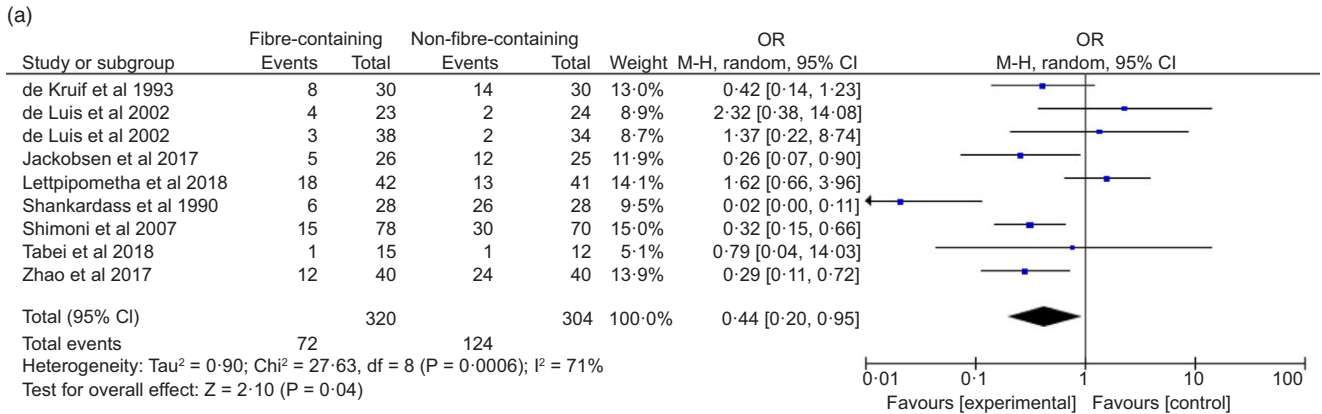 (a)
Fibre-containing Non-fibre-containing OR OR
Study or subgroup Events Total Events Total Weight M-H, random, 95% CI M-H, random, 95% CI
de Kruif et al 1993 8 30 14 30 13·0% 0·42 [0·14, 1·23]
de Luis et al 2002 4 23 2 24 8·9% 2·32 [0·38, 14·08]
de Luis et al 2002 3 38 2 34 8·7% 1·37 [0·22, 8·74]
Jackobsen et al 2017 5 26 12 25 11·9% 0·26 [0·07, 0·90]
Lettpipometha et al 2018 18 42 13 41 14·1% 1·62 [0·66, 3·96]
Shankardass et al 1990 6 28 26 28 9·5% 0·02 [0·00, 0·11]
Shimoni et al 2007 15 78 30 70 15·0% 0·32 [0·15, 0·66]
Tabei et al 2018 1 15 1 12 5·1% 0·79 [0·04, 14·03]
Zhao et al 2017 12 40 24 40 13·9% 0·29 [0·11, 0·72]
Total (95% CI) 320 304 100·0% 0·44 [0·20, 0·95]
Total events 72 124
Heterogeneity: Tau² = 0·90; Chi² = 27·63, df = 8 (P = 0·0006); I² = 71%
Test for overall effect: Z = 2·10 (P = 0·04)
0·01 0·1 1 10 100
Favours [experimental] Favours [control]